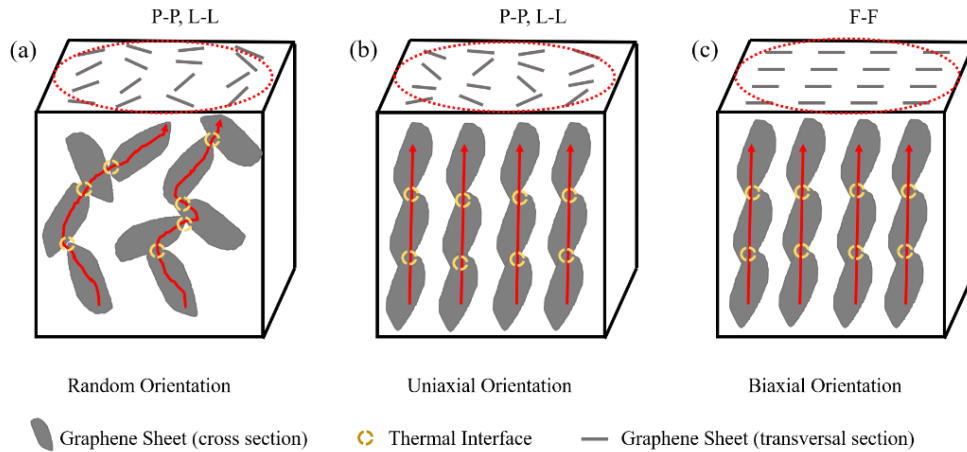 P-P, L-L
P-P, L-L
F-F
(a)
(b)
(c)
Random Orientation
Uniaxial Orientation
Biaxial Orientation
Graphene Sheet (cross section)
Thermal Interface
Graphene Sheet (transversal section)